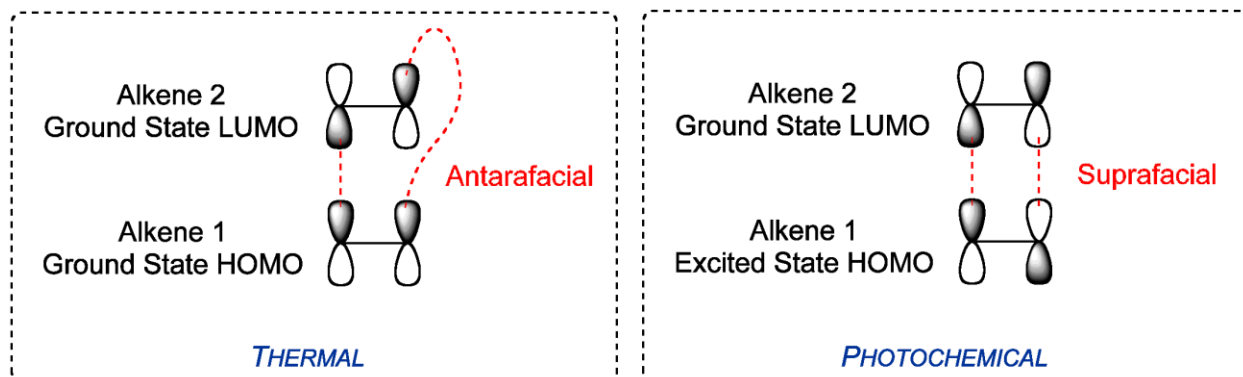 Alkene 2
Ground State LUMO
Antarafacial
Alkene 1
Ground State HOMO
THERMAL
Alkene 2
Ground State LUMO
Suprafacial
Alkene 1
Excited State HOMO
PHOTOCHEMICAL